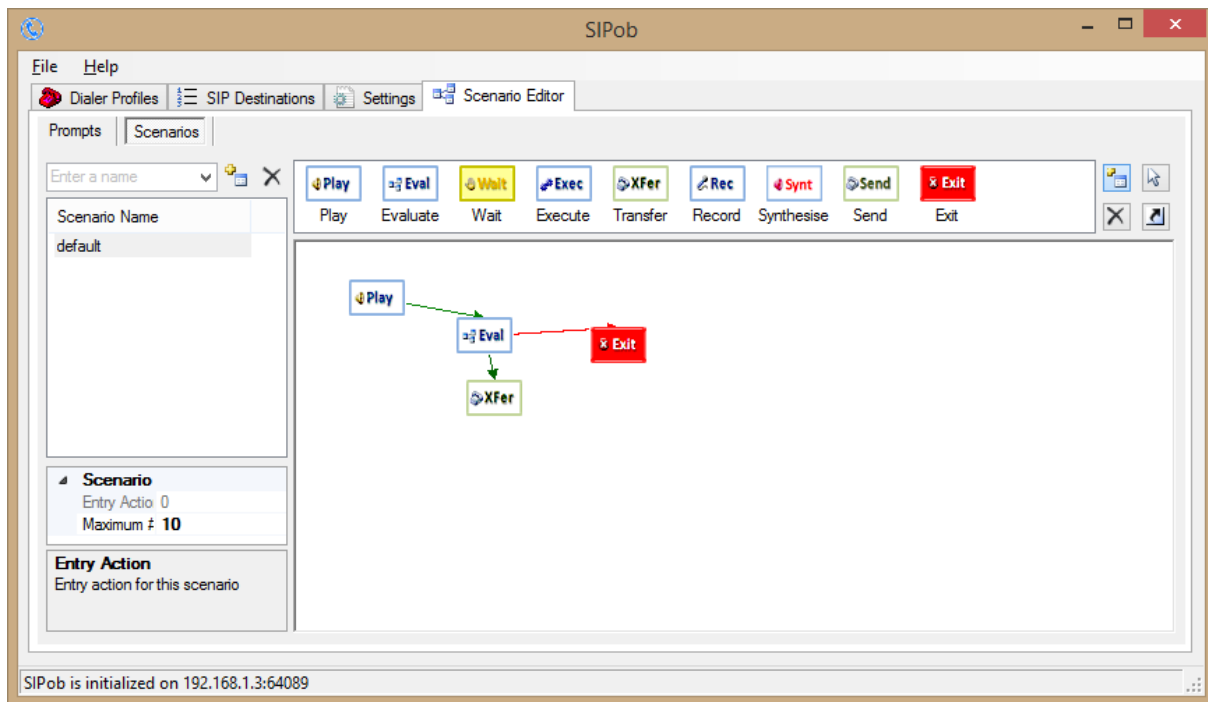 SIPob
File Help
Dialer Profiles SIP Destinations Settings Scenario Editor
Prompts Scenarios
Enter a name
Play Eval Wait Exec XFer Rec Synt Send Exit
Play Evaluate Wait Execute Transfer Record Synthesise Send Exit
Scenario Name
default
Play
Eval
Exit
XFer
Scenario
Entry Actio 0
Maximum # 10
Entry Action
Entry action for this scenario
SIPob is initialized on 192.168.1.3:64089